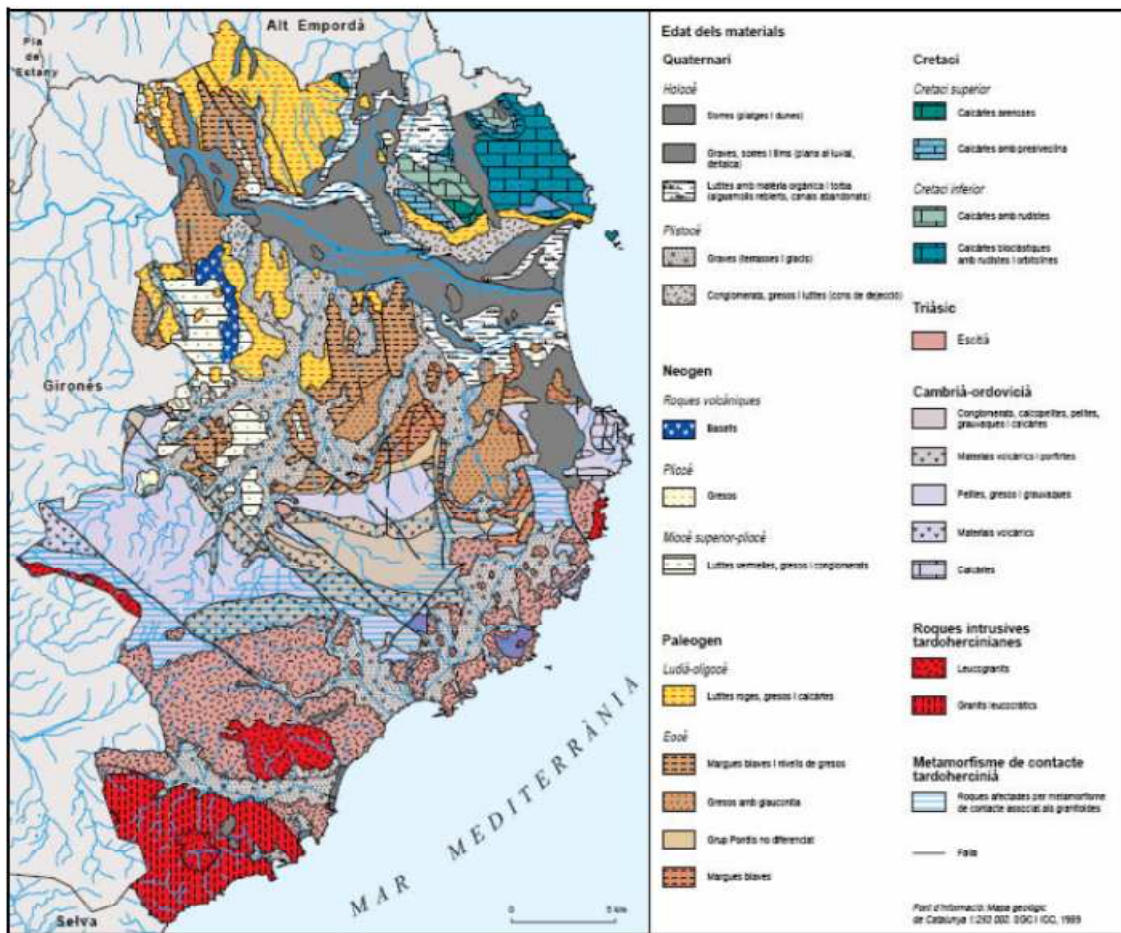 Alt Empordà
Pla
de
Estany
Gironès
Selva
MAR MEDITERRÀNIA
0 5 km
Edat dels materials
Quaternari
Holocè
Sorres (platges i dunes)
Graves, sorres i llims (plana al·luvial,
deltaica)
Lutites amb matèria orgànica i torba
(aiguamolls reblerts, canals abandonats)
Plistocè
Graves (terrasses i glacis)
Conglomerats, gresos i lutites (cons de dejecció)
Neogen
Roques volcàniques
Basalts
Pliocè
Gresos
Miocè superior-pliocè
Lutites vermelles, gresos i conglomerats
Paleogen
Ludià-oligocè
Lutites roges, gresos i calcàries
Eocè
Margues blaves i nivells de gresos
Gresos amb glauconita
Grup Pontils no diferenciat
Margues blaves
Cretaci
Cretaci superior
Calcàries arenoses
Calcàries amb prealveolina
Cretaci inferior
Calcàries amb rudistes
Calcàries bioclàstiques
amb rudistes i orbitolines
Triàsic
Escità
Cambrià-ordovicià
Conglomerats, calcopelites, pelites,
grauvaques i calcàries
Materials volcànics i porfirites
Pelites, gresos i grauvaques
Materials volcànics
Calcàries
Roques intrusives
tardohercinianes
Leucogranits
Granits leucocràtics
Metamorfisme de contacte
tardohercinià
Roques afectades per metamorfisme
de contacte associat als granitoides
Falla
Font d'informació: Mapa geològic
de Catalunya 1:250 000. SGC i ICC, 1989